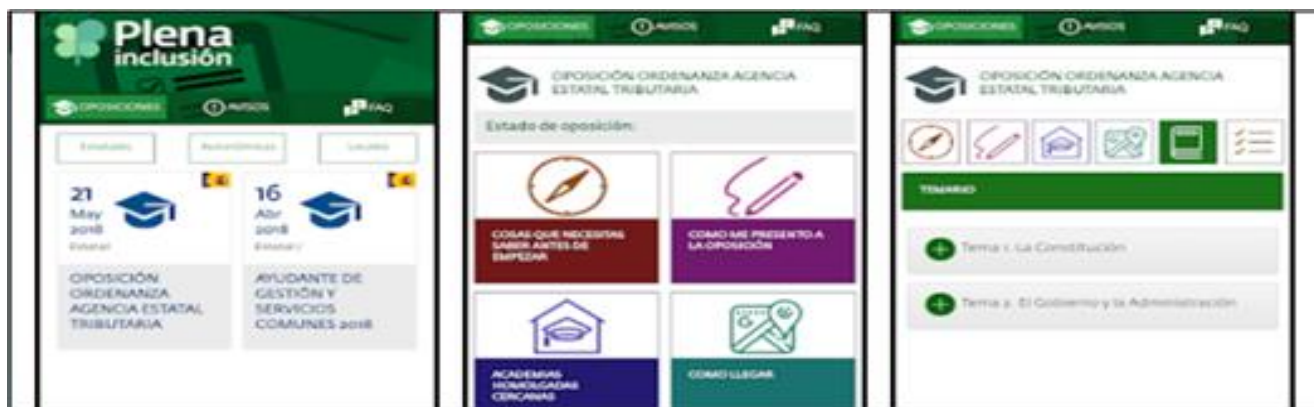 Plena
inclusión
OPOSICIONES
AVISOS
FAQ
Estatales
Autonómicas
Locales
21
May
2018
Estatal
OPOSICIÓN
ORDENANZA
AGENCIA ESTATAL
TRIBUTARIA
16
Abr
2018
Estatal
AYUDANTE DE
GESTIÓN Y
SERVICIOS
COMUNES 2018
OPOSICIONES
AVISOS
FAQ
OPOSICIÓN ORDENANZA AGENCIA
ESTATAL TRIBUTARIA
Estado de oposición:
COSAS QUE NECESITAS
SABER ANTES DE
EMPEZAR
COMO ME PRESENTO A
LA OPOSICIÓN
ACADEMIAS
HOMOLGADAS
CERCANAS
COMO LLEGAR
OPOSICIONES
AVISOS
FAQ
OPOSICIÓN ORDENANZA AGENCIA
ESTATAL TRIBUTARIA
TEMARIO
Tema 1. La Constitución
Tema 2. El Gobierno y la Administración